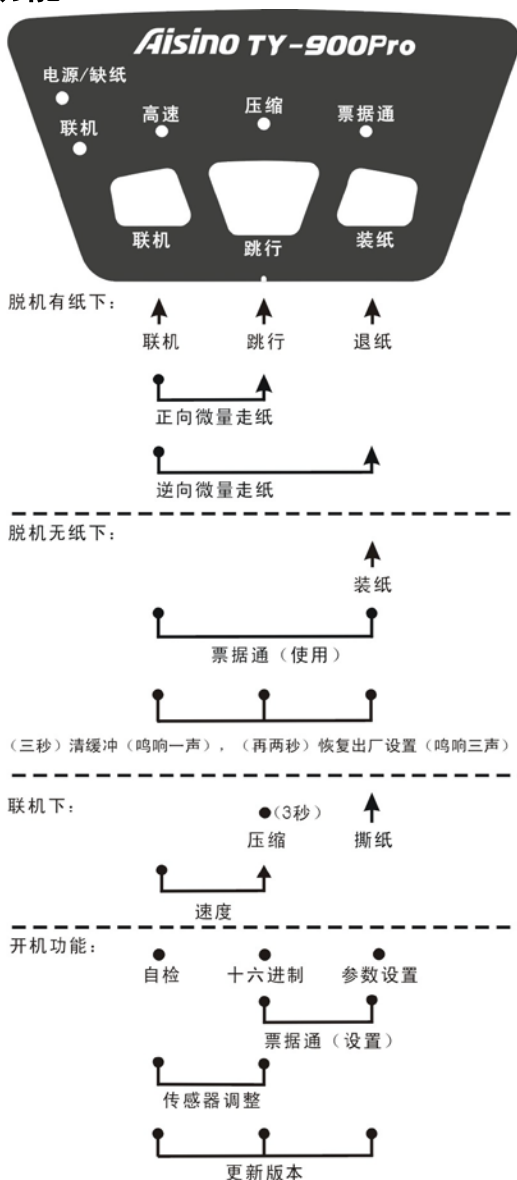 Aisino TY-900Pro
电源/缺纸
联机
高速
压缩
票据通
联机
跳行
装纸
脱机有纸下：
联机 跳行 退纸
正向微量走纸
逆向微量走纸
脱机无纸下：
装纸
票据通（使用）
（三秒）清缓冲（鸣响一声），（再两秒）恢复出厂设置（鸣响三声）
联机下：
（3秒）
压缩 撕纸
速度
开机功能：
自检 十六进制 参数设置
票据通（设置）
传感器调整
更新版本